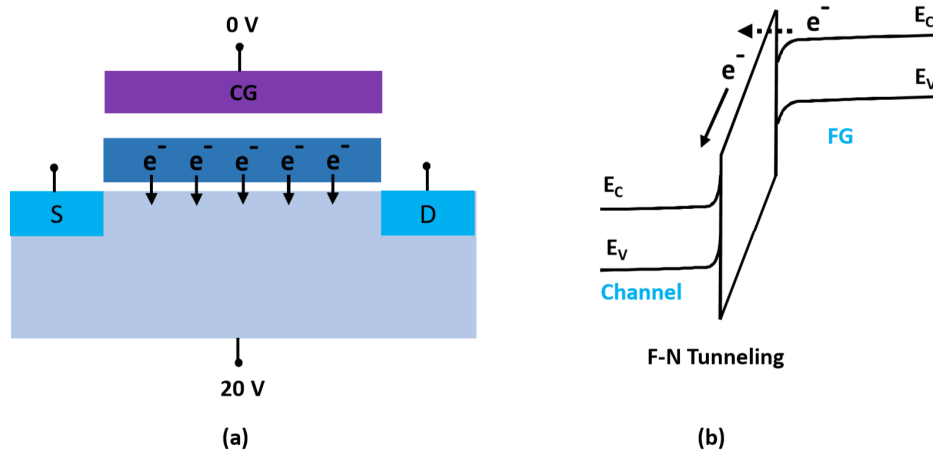 0 V
CG
e⁻ e⁻ e⁻ e⁻ e⁻
S
D
20 V
(a)
e⁻
E_C
e⁻
E_V
FG
E_C
E_V
Channel
F-N Tunneling
(b)